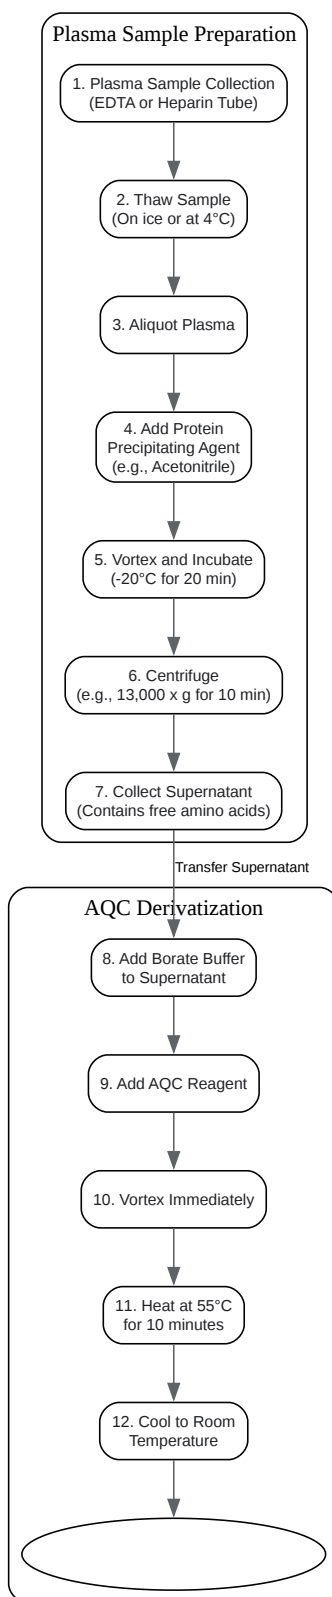 Plasma Sample Preparation
1. Plasma Sample Collection
(EDTA or Heparin Tube)
2. Thaw Sample
(On ice or at 4°C)
3. Aliquot Plasma
4. Add Protein
Precipitating Agent
(e.g., Acetonitrile)
5. Vortex and Incubate
(-20°C for 20 min)
6. Centrifuge
(e.g., 13,000 x g for 10 min)
7. Collect Supernatant
(Contains free amino acids)
Transfer Supernatant
AQC Derivatization
8. Add Borate Buffer
to Supernatant
9. Add AQC Reagent
10. Vortex Immediately
11. Heat at 55°C
for 10 minutes
12. Cool to Room
Temperature